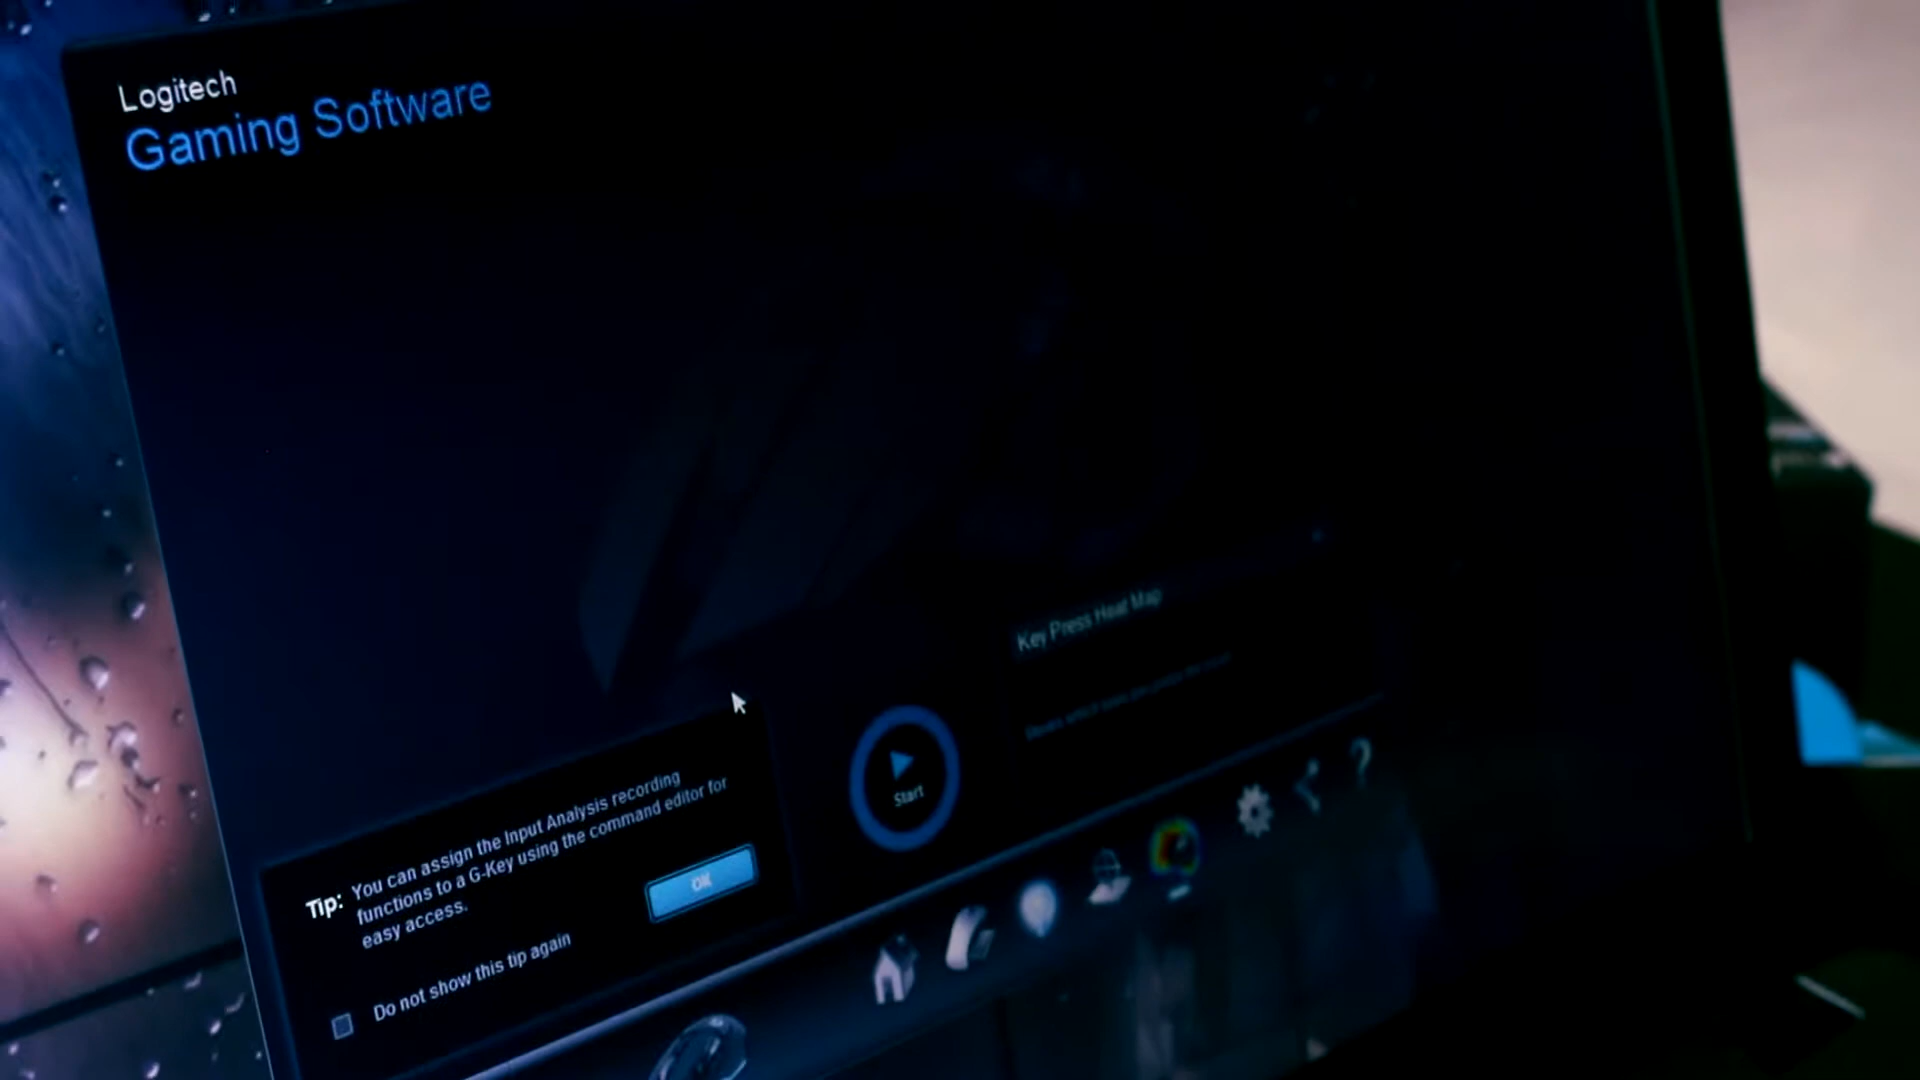 Logitech
Gaming Software
Key Press Heat Map
Start
Tip: You can assign the Input Analysis recording
functions to a G-Key using the command editor for
easy access.
OK
Do not show this tip again
?